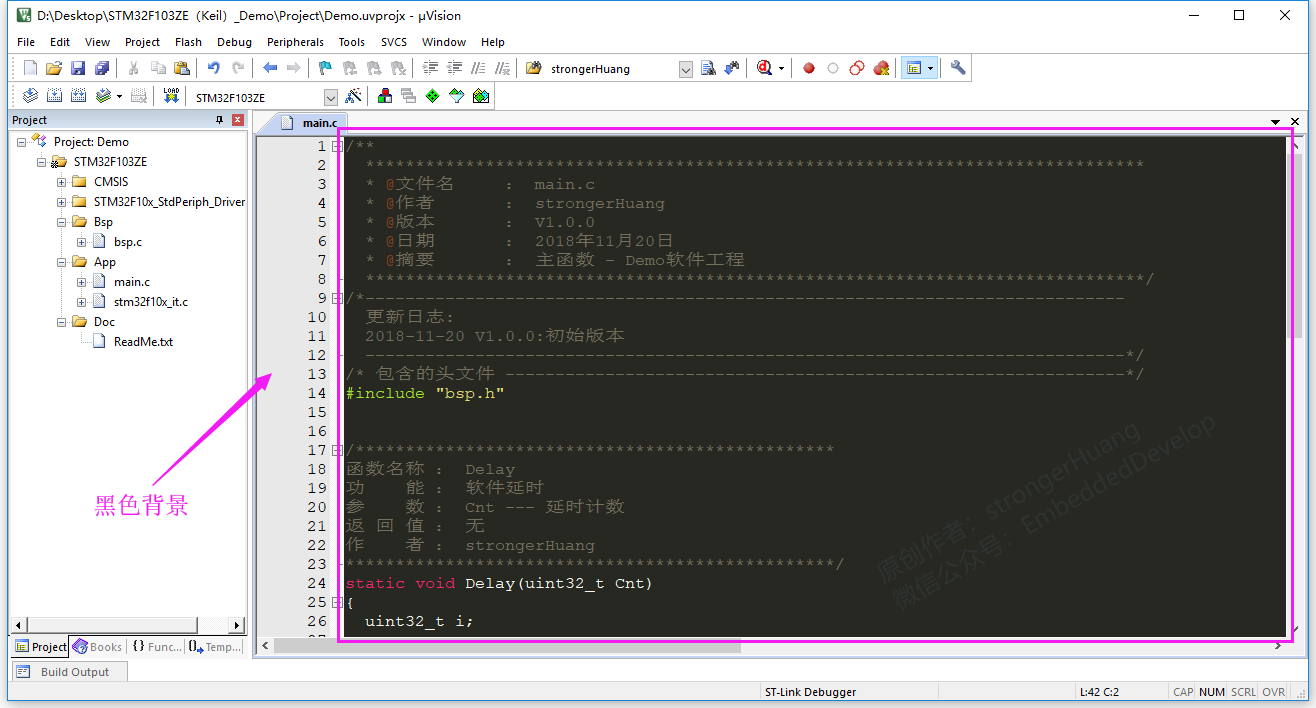 D:\Desktop\STM32F103ZE（Keil）_Demo\Project\Demo.uvprojx - µVision
File Edit View Project Flash Debug Peripherals Tools SVCS Window Help
strongerHuang
LOAD STM32F103ZE
Project
main.c
Project: Demo
STM32F103ZE
CMSIS
STM32F10x_StdPeriph_Driver
Bsp
bsp.c
App
main.c
stm32f10x_it.c
Doc
ReadMe.txt
黑色背景
1 /**
2 ******************************************************************************
3 * @文件名 : main.c
4 * @作者 : strongerHuang
5 * @版本 : V1.0.0
6 * @日期 : 2018年11月20日
7 * @摘要 : 主函数 - Demo软件工程
8 ******************************************************************************/
9 /*----------------------------------------------------------------------------
10 更新日志:
11 2018-11-20 V1.0.0:初始版本
12 ----------------------------------------------------------------------------*/
13 /* 包含的头文件 --------------------------------------------------------------*/
14 #include "bsp.h"
15
16
17 /************************************************
18 函数名称 : Delay
19 功 能 : 软件延时
20 参 数 : Cnt --- 延时计数
21 返 回 值 : 无
22 作 者 : strongerHuang
23 *************************************************/
24 static void Delay(uint32_t Cnt)
25 {
26 uint32_t i;
原创作者：strongerHuang
微信公众号：EmbeddedDevelop
Project Books {} Func... Temp...
Build Output
ST-Link Debugger L:42 C:2 CAP NUM SCRL OVR